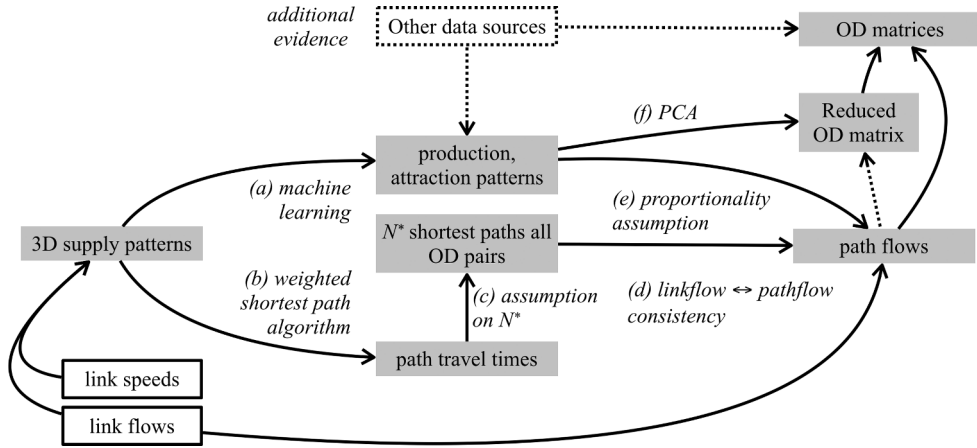 additional
evidence
Other data sources
OD matrices
(f) PCA
Reduced
OD matrix
production,
attraction patterns
(a) machine
learning
(e) proportionality
assumption
3D supply patterns
N* shortest paths all
OD pairs
path flows
(b) weighted
shortest path
algorithm
(c) assumption
on N*
(d) linkflow ↔ pathflow
consistency
path travel times
link speeds
link flows